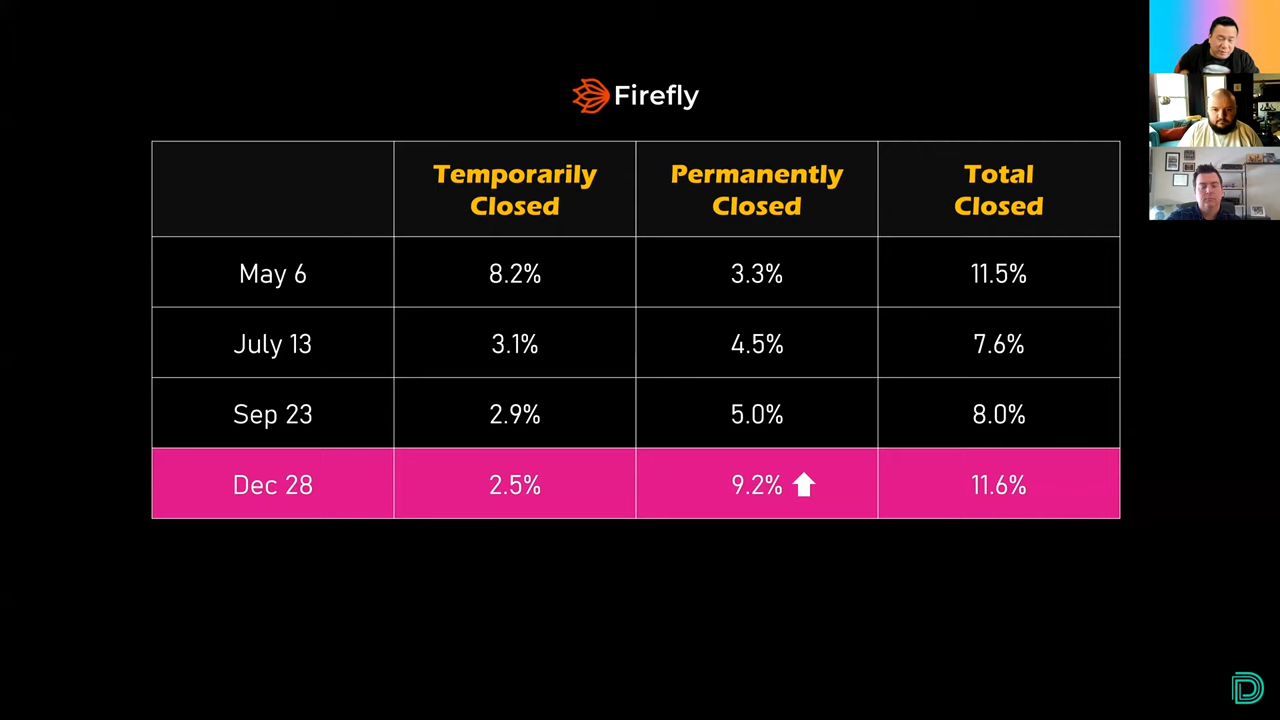 Firefly
Temporarily Closed
Permanently Closed
Total Closed
May 6 8.2% 3.3% 11.5%
July 13 3.1% 4.5% 7.6%
Sep 23 2.9% 5.0% 8.0%
Dec 28 2.5% 9.2% 11.6%